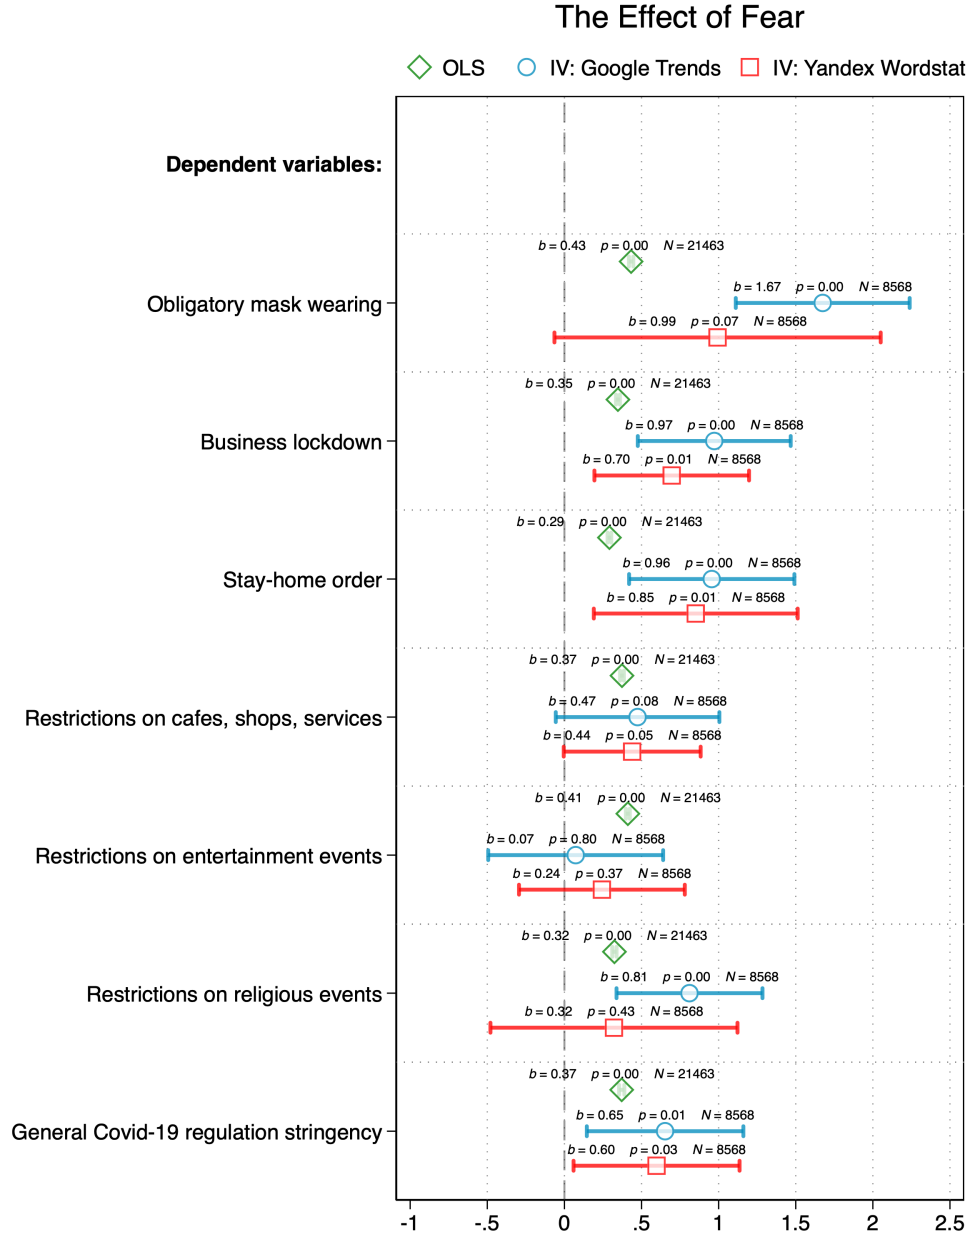 The Effect of Fear
OLS IV: Google Trends IV: Yandex Wordstat
Dependent variables:
b = 0.43 p = 0.00 N = 21463
b = 1.67 p = 0.00 N = 8568
Obligatory mask wearing
b = 0.99 p = 0.07 N = 8568
b = 0.35 p = 0.00 N = 21463
b = 0.97 p = 0.00 N = 8568
Business lockdown
b = 0.70 p = 0.01 N = 8568
b = 0.29 p = 0.00 N = 21463
b = 0.96 p = 0.00 N = 8568
Stay-home order
b = 0.85 p = 0.01 N = 8568
b = 0.37 p = 0.00 N = 21463
b = 0.47 p = 0.08 N = 8568
Restrictions on cafes, shops, services
b = 0.44 p = 0.05 N = 8568
b = 0.41 p = 0.00 N = 21463
b = 0.07 p = 0.80 N = 8568
Restrictions on entertainment events
b = 0.24 p = 0.37 N = 8568
b = 0.32 p = 0.00 N = 21463
b = 0.81 p = 0.00 N = 8568
Restrictions on religious events
b = 0.32 p = 0.43 N = 8568
b = 0.37 p = 0.00 N = 21463
b = 0.65 p = 0.01 N = 8568
General Covid-19 regulation stringency
b = 0.60 p = 0.03 N = 8568
-1 -.5 0 .5 1 1.5 2 2.5